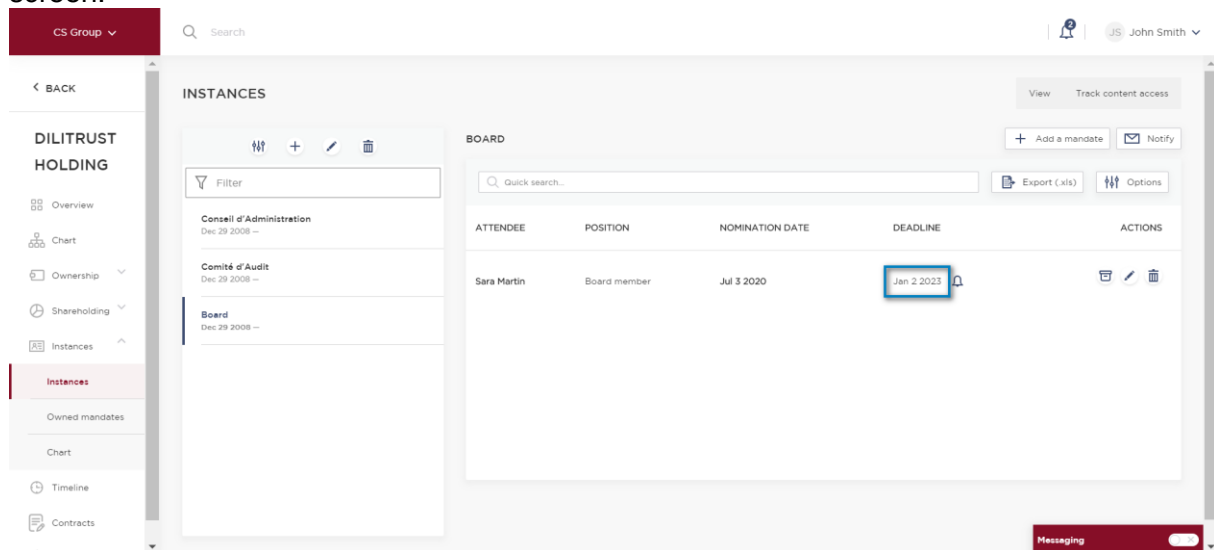 screen.
CS Group
Search
2
JS John Smith
< BACK
INSTANCES
View Track content access
DILITRUST
HOLDING
BOARD
+ Add a mandate
Notify
Filter
Quick search...
Export (.xls)
Options
Overview
Conseil d'Administration
Dec 29 2008 —
ATTENDEE POSITION NOMINATION DATE DEADLINE ACTIONS
Chart
Comité d'Audit
Dec 29 2008 —
Ownership
Sara Martin Board member Jul 3 2020 Jan 2 2023
Shareholding
Board
Dec 29 2008 —
Instances
Instances
Owned mandates
Chart
Timeline
Contracts
Messaging